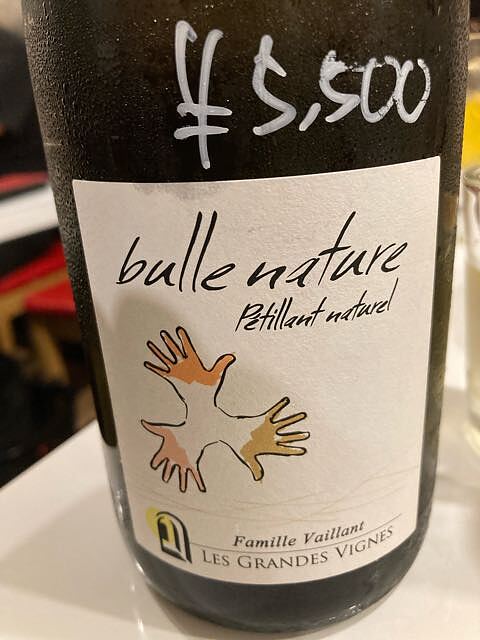 ¥5,500
bulle nature
Pétillant naturel
Famille Vaillant
LES GRANDES VIGNES